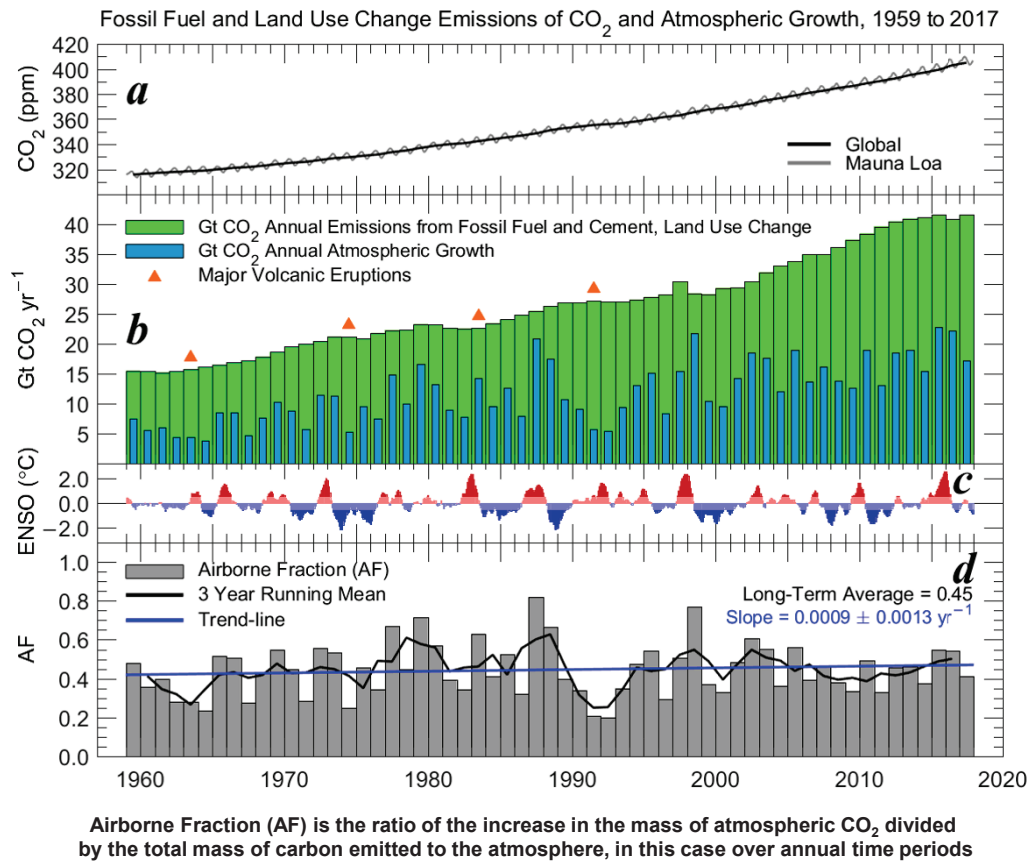 Fossil Fuel and Land Use Change Emissions of CO₂ and Atmospheric Growth, 1959 to 2017
CO₂ (ppm)
420
400
380
360
340
320
a
Global
Mauna Loa
Gt CO₂ yr⁻¹
40
35
30
25
20
15
10
5
b
Gt CO₂ Annual Emissions from Fossil Fuel and Cement, Land Use Change
Gt CO₂ Annual Atmospheric Growth
Major Volcanic Eruptions
ENSO (°C)
2.0
0.0
−2.0
c
AF
1.0
0.8
0.6
0.4
0.2
0.0
Airborne Fraction (AF)
3 Year Running Mean
Trend-line
d
Long-Term Average = 0.45
Slope = 0.0009 ± 0.0013 yr⁻¹
1960 1970 1980 1990 2000 2010 2020
Airborne Fraction (AF) is the ratio of the increase in the mass of atmospheric CO₂ divided
by the total mass of carbon emitted to the atmosphere, in this case over annual time periods